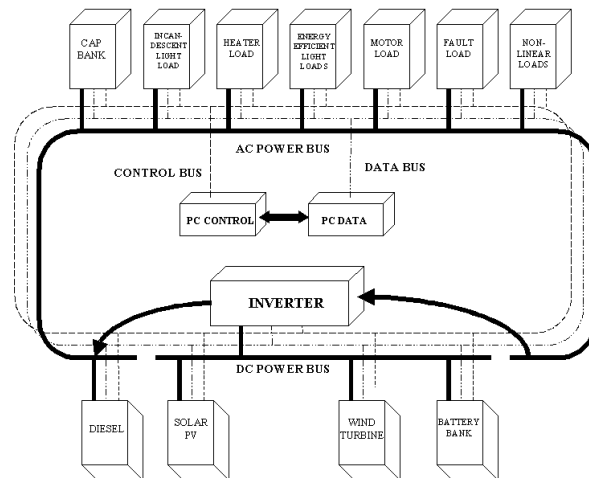 CAP
BANK
INCAN-
DESCENT
LIGHT
LOAD
HEATER
LOAD
ENERGY
EFFICIENT
LIGHT
LOADS
MOTOR
LOAD
FAULT
LOAD
NON-
LINEAR
LOADS
AC POWER BUS
CONTROL BUS
DATA BUS
PC CONTROL
PC DATA
INVERTER
DC POWER BUS
DIESEL
SOLAR
PV
WIND
TURBINE
BATTERY
BANK